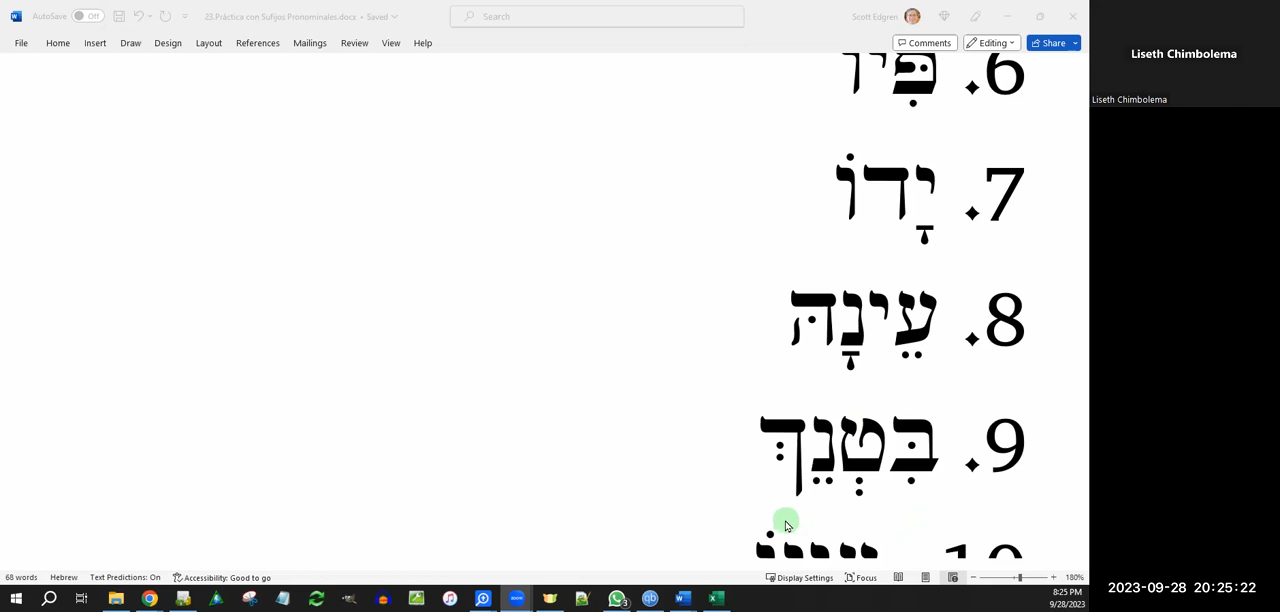 AutoSave Off 23.Práctica con Sufijos Pronominales.docx • Saved Search Scott Edgren
File Home Insert Draw Design Layout References Mailings Review View Help Comments Editing Share
Liseth Chimbolema
Liseth Chimbolema
6.
7. יָדוֹ
8. עֵינָהּ
9. בִּטְנֵךְ
68 words Hebrew Text Predictions: On Accessibility: Good to go Display Settings Focus 180%
8:25 PM
9/28/2023
2023-09-28 20:25:22